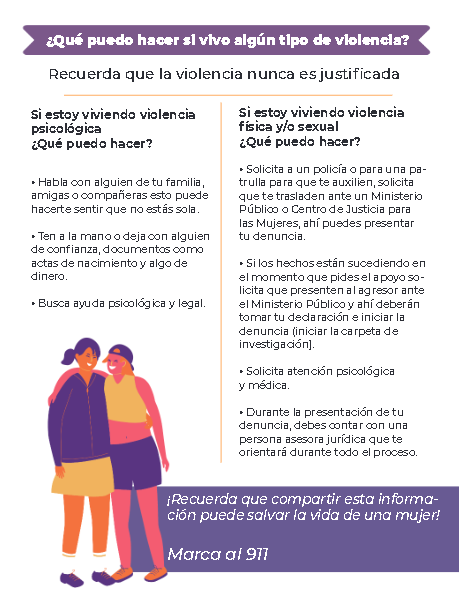 ¿Qué puedo hacer si vivo algún tipo de violencia?
Recuerda que la violencia nunca es justificada
Si estoy viviendo violencia
psicológica
¿Qué puedo hacer?
• Habla con alguien de tu familia,
amigas o compañeras esto puede
hacerte sentir que no estás sola.
• Ten a la mano o deja con alguien
de confianza, documentos como
actas de nacimiento y algo de
dinero.
• Busca ayuda psicológica y legal.
Si estoy viviendo violencia
física y/o sexual
¿Qué puedo hacer?
• Solicita a un policía o para una pa-
trulla para que te auxilien, solicita
que te trasladen ante un Ministerio
Público o Centro de Justicia para
las Mujeres, ahí puedes presentar
tu denuncia.
• Si los hechos están sucediendo en
el momento que pides el apoyo so-
licita que presenten al agresor ante
el Ministerio Público y ahí deberán
tomar tu declaración e iniciar la
denuncia (iniciar la carpeta de
investigación].
• Solicita atención psicológica
y médica.
• Durante la presentación de tu
denuncia, debes contar con una
persona asesora jurídica que te
orientará durante todo el proceso.
¡Recuerda que compartir esta informa-
ción puede salvar la vida de una mujer!
Marca al 911